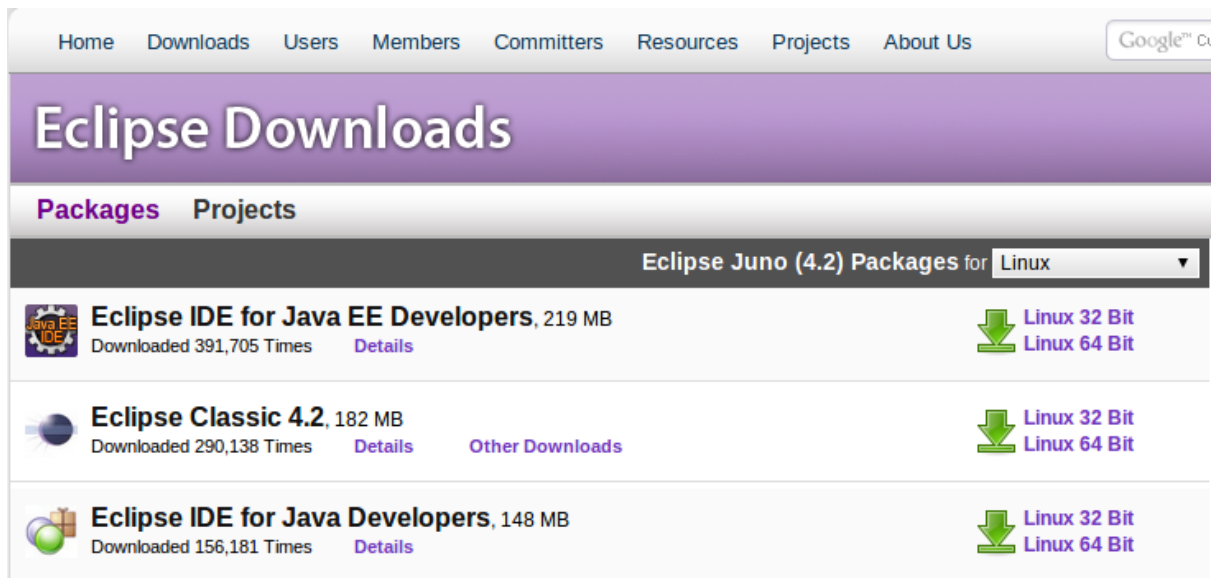 Home Downloads Users Members Committers Resources Projects About Us Google™
Eclipse Downloads
Packages Projects
Eclipse Juno (4.2) Packages for Linux
Java EE
IDE
Eclipse IDE for Java EE Developers, 219 MB
Downloaded 391,705 Times Details
Linux 32 Bit
Linux 64 Bit
Eclipse Classic 4.2, 182 MB
Downloaded 290,138 Times Details Other Downloads
Linux 32 Bit
Linux 64 Bit
Eclipse IDE for Java Developers, 148 MB
Downloaded 156,181 Times Details
Linux 32 Bit
Linux 64 Bit